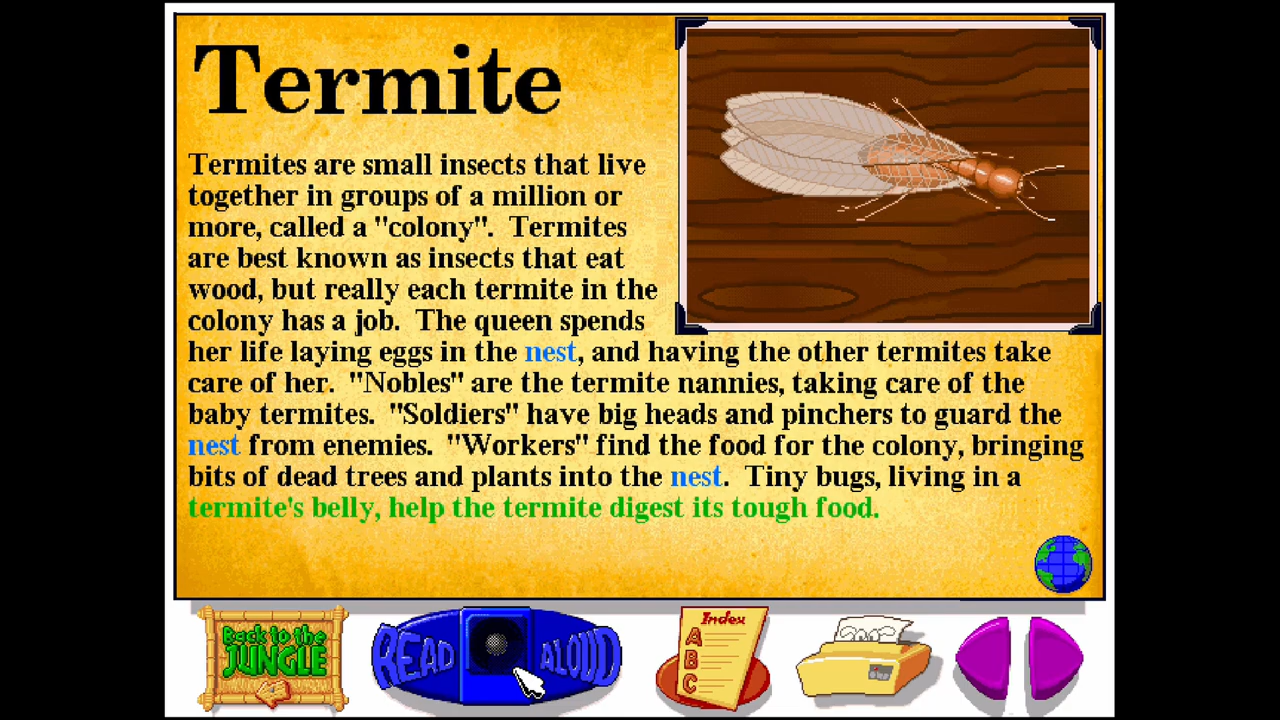 Termite
Termites are small insects that live
together in groups of a million or
more, called a "colony".  Termites
are best known as insects that eat
wood, but really each termite in the
colony has a job.  The queen spends
her life laying eggs in the nest, and having the other termites take
care of her.  "Nobles" are the termite nannies, taking care of the
baby termites.  "Soldiers" have big heads and pinchers to guard the
nest from enemies.  "Workers" find the food for the colony, bringing
bits of dead trees and plants into the nest.  Tiny bugs, living in a
termite's belly, help the termite digest its tough food.
Back to the
JUNGLE
READ ALOUD
Index
A
B
C